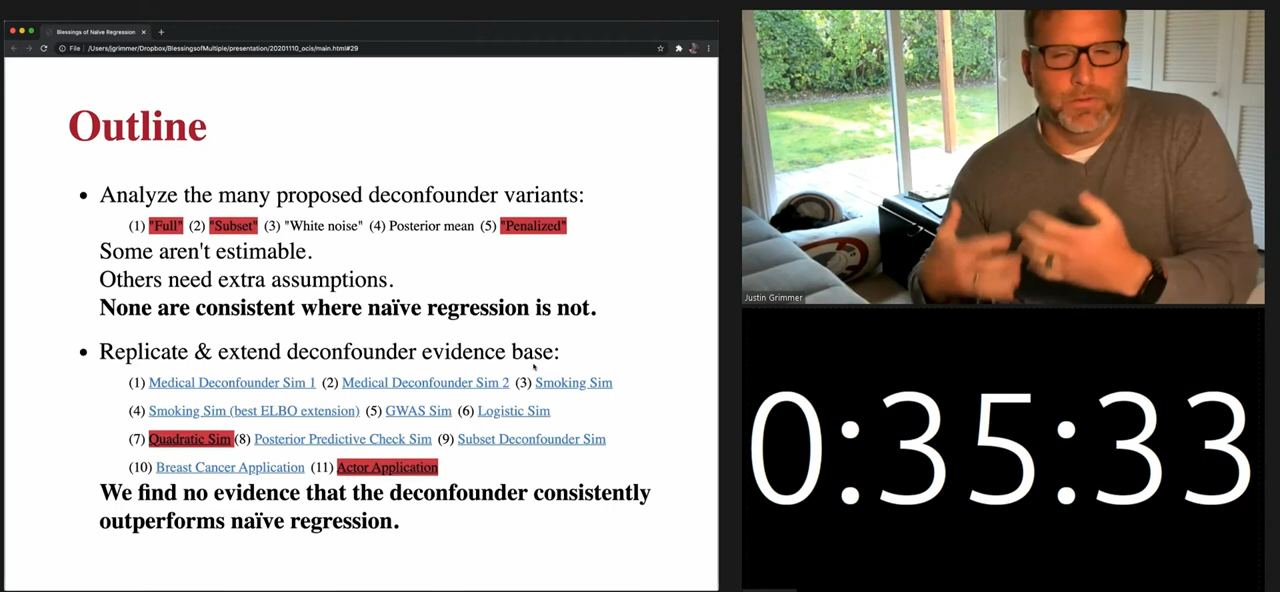 Blessings of Naïve Regression
File | /Users/jgrimmer/Dropbox/BlessingsofMultiple/presentation/20201110_ocis/main.html#29
Outline
• Analyze the many proposed deconfounder variants:
(1) "Full" (2) "Subset" (3) "White noise" (4) Posterior mean (5) "Penalized"
Some aren't estimable.
Others need extra assumptions.
None are consistent where naïve regression is not.
• Replicate & extend deconfounder evidence base:
(1) Medical Deconfounder Sim 1 (2) Medical Deconfounder Sim 2 (3) Smoking Sim
(4) Smoking Sim (best ELBO extension) (5) GWAS Sim (6) Logistic Sim
(7) Quadratic Sim (8) Posterior Predictive Check Sim (9) Subset Deconfounder Sim
(10) Breast Cancer Application (11) Actor Application
We find no evidence that the deconfounder consistently
outperforms naïve regression.
Justin Grimmer
0:35:33